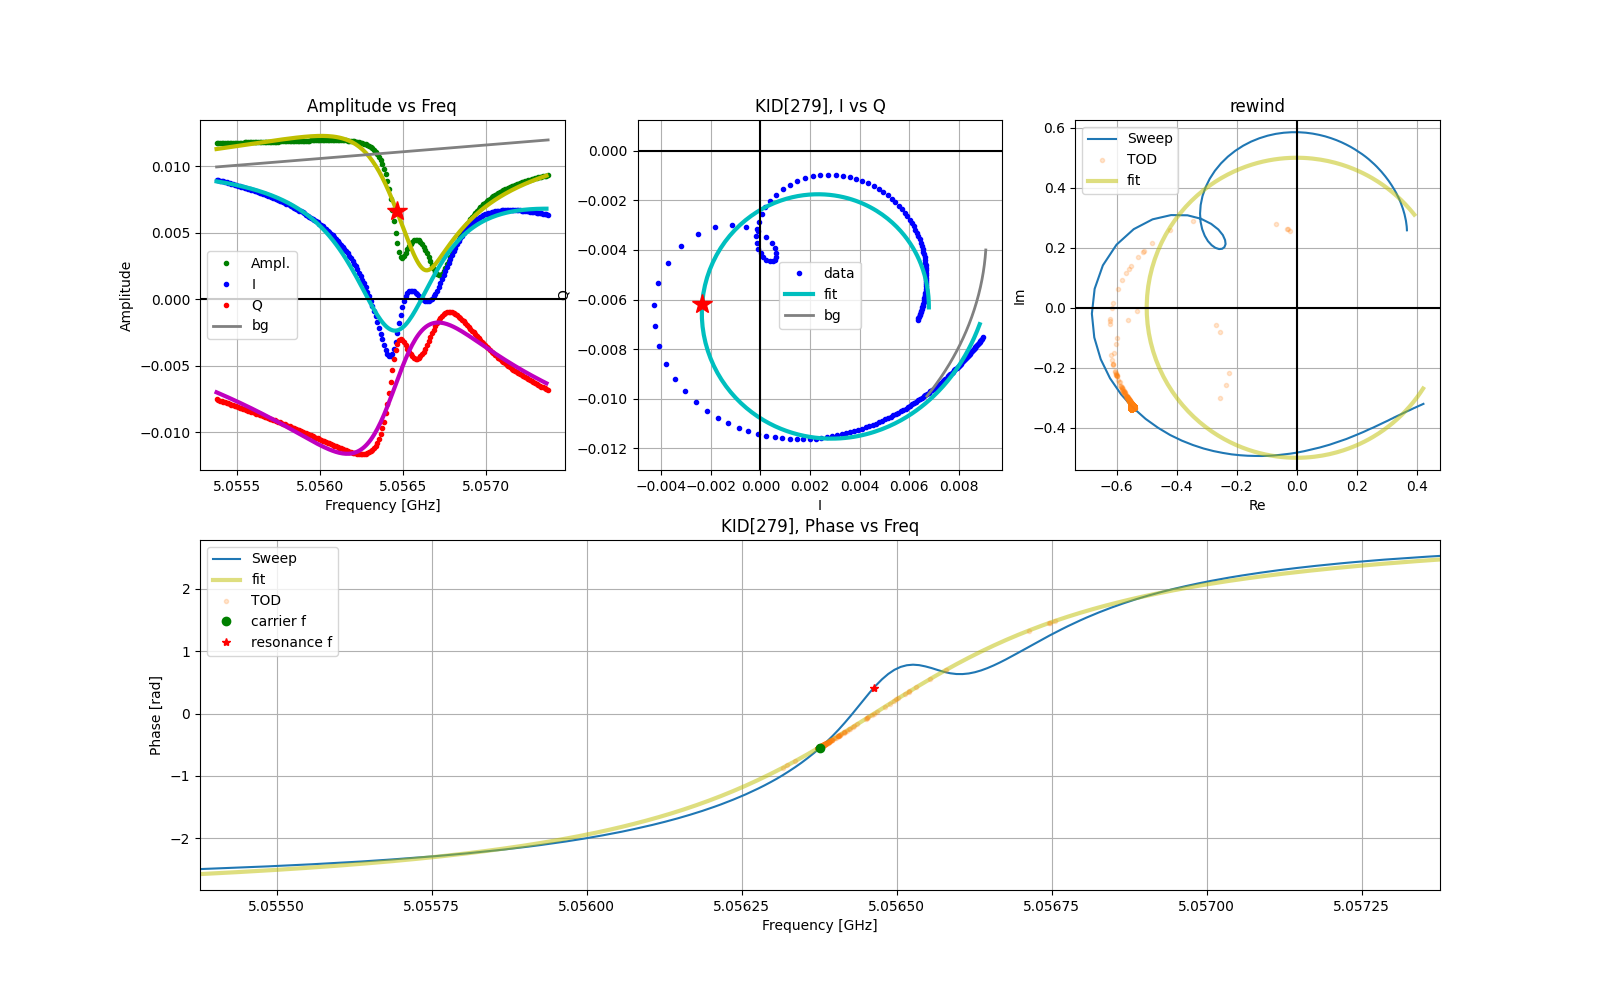 Amplitude vs Freq
KID[279], I vs Q
rewind
Amplitude
0.010
0.005
0.000
−0.005
−0.010
Ampl.
I
Q
bg
5.0555
5.0560
5.0565
5.0570
Frequency [GHz]
Q
0.000
−0.002
−0.004
−0.006
−0.008
−0.010
−0.012
data
fit
bg
−0.004
−0.002
0.000
0.002
0.004
0.006
0.008
I
Im
0.6
0.4
0.2
0.0
−0.2
−0.4
Sweep
TOD
fit
−0.6
−0.4
−0.2
0.0
0.2
0.4
Re
KID[279], Phase vs Freq
Phase [rad]
2
1
0
−1
−2
Sweep
fit
TOD
carrier f
resonance f
5.05550
5.05575
5.05600
5.05625
5.05650
5.05675
5.05700
5.05725
Frequency [GHz]